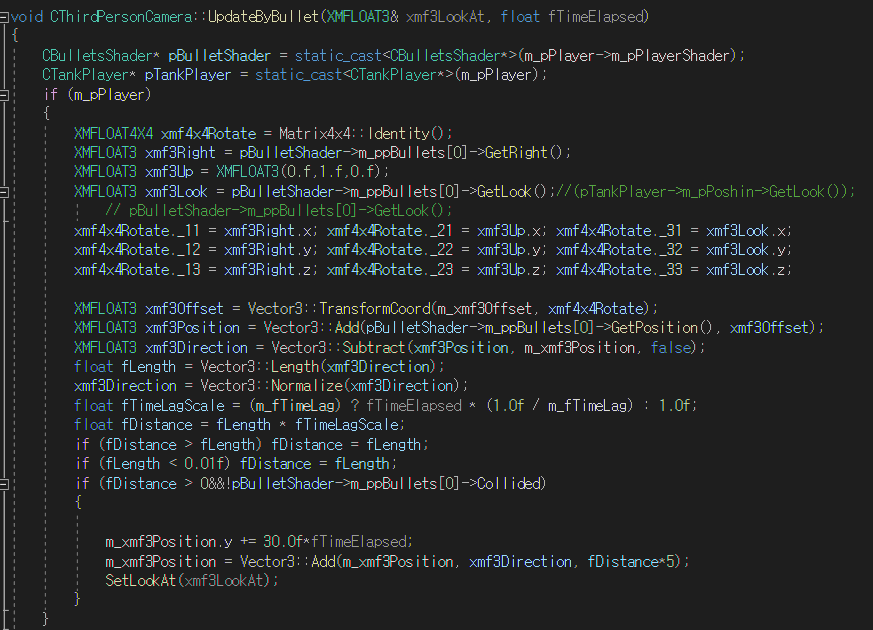 void CThirdPersonCamera::UpdateByBullet(XMFLOAT3& xmf3LookAt, float fTimeElapsed)
{
CBulletsShader* pBulletShader = static_cast<CBulletsShader*>(m_pPlayer->m_pPlayerShader);
CTankPlayer* pTankPlayer = static_cast<CTankPlayer*>(m_pPlayer);
if (m_pPlayer)
{
XMFLOAT4X4 xmf4x4Rotate = Matrix4x4::Identity();
XMFLOAT3 xmf3Right = pBulletShader->m_ppBullets[0]->GetRight();
XMFLOAT3 xmf3Up = XMFLOAT3(0.f,1.f,0.f);
XMFLOAT3 xmf3Look = pBulletShader->m_ppBullets[0]->GetLook();//(pTankPlayer->m_pPoshin->GetLook());
// pBulletShader->m_ppBullets[0]->GetLook();
xmf4x4Rotate._11 = xmf3Right.x; xmf4x4Rotate._21 = xmf3Up.x; xmf4x4Rotate._31 = xmf3Look.x;
xmf4x4Rotate._12 = xmf3Right.y; xmf4x4Rotate._22 = xmf3Up.y; xmf4x4Rotate._32 = xmf3Look.y;
xmf4x4Rotate._13 = xmf3Right.z; xmf4x4Rotate._23 = xmf3Up.z; xmf4x4Rotate._33 = xmf3Look.z;
XMFLOAT3 xmf3Offset = Vector3::TransformCoord(m_xmf3Offset, xmf4x4Rotate);
XMFLOAT3 xmf3Position = Vector3::Add(pBulletShader->m_ppBullets[0]->GetPosition(), xmf3Offset);
XMFLOAT3 xmf3Direction = Vector3::Subtract(xmf3Position, m_xmf3Position, false);
float fLength = Vector3::Length(xmf3Direction);
xmf3Direction = Vector3::Normalize(xmf3Direction);
float fTimeLagScale = (m_fTimeLag) ? fTimeElapsed * (1.0f / m_fTimeLag) : 1.0f;
float fDistance = fLength * fTimeLagScale;
if (fDistance > fLength) fDistance = fLength;
if (fLength < 0.01f) fDistance = fLength;
if (fDistance > 0&&!pBulletShader->m_ppBullets[0]->Collided)
{
m_xmf3Position.y += 30.0f*fTimeElapsed;
m_xmf3Position = Vector3::Add(m_xmf3Position, xmf3Direction, fDistance*5);
SetLookAt(xmf3LookAt);
}
}